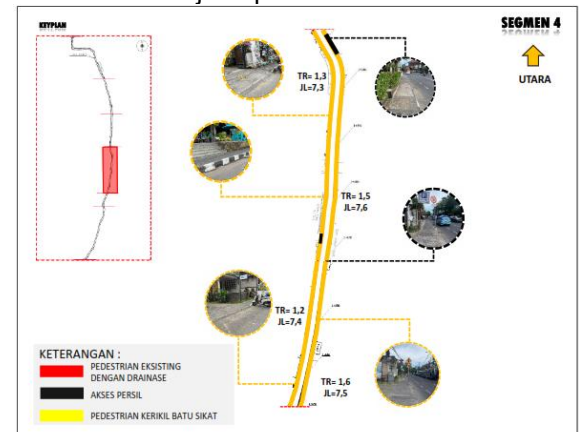 KEYPLAN
SEGMEN 4
UTARA
TR= 1,3
JL=7,3
TR= 1,5
JL=7,6
TR= 1,2
JL=7,4
TR= 1,6
JL=7,5
KETERANGAN :
PEDESTRIAN EKSISTING
DENGAN DRAINASE
AKSES PERSIL
PEDESTRIAN KERIKIL BATU SIKAT